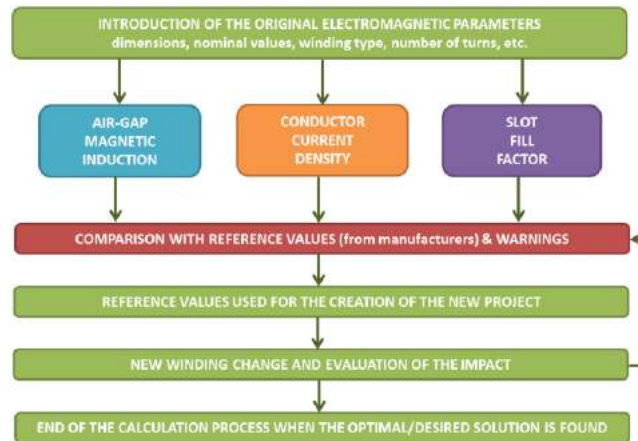 INTRODUCTION OF THE ORIGINAL ELECTROMAGNETIC PARAMETERS
dimensions, nominal values, winding type, number of turns, etc.
AIR-GAP
MAGNETIC
INDUCTION
CONDUCTOR
CURRENT
DENSITY
SLOT
FILL
FACTOR
COMPARISON WITH REFERENCE VALUES (from manufacturers) & WARNINGS
REFERENCE VALUES USED FOR THE CREATION OF THE NEW PROJECT
NEW WINDING CHANGE AND EVALUATION OF THE IMPACT
END OF THE CALCULATION PROCESS WHEN THE OPTIMAL/DESIRED SOLUTION IS FOUND